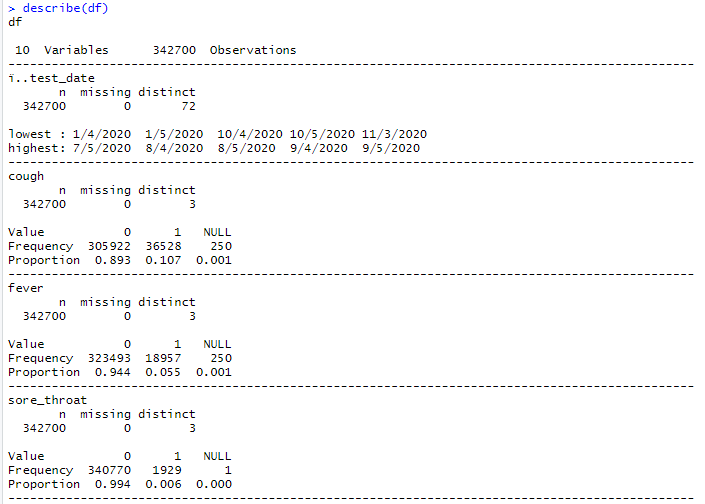 > describe(df)
df
10 Variables 342700 Observations
--------------------------------------------------------------------------------
ï..test_date
n missing distinct
342700 0 72
lowest : 1/4/2020 1/5/2020 10/4/2020 10/5/2020 11/3/2020
highest: 7/5/2020 8/4/2020 8/5/2020 9/4/2020 9/5/2020
--------------------------------------------------------------------------------
cough
n missing distinct
342700 0 3
Value 0 1 NULL
Frequency 305922 36528 250
Proportion 0.893 0.107 0.001
--------------------------------------------------------------------------------
fever
n missing distinct
342700 0 3
Value 0 1 NULL
Frequency 323493 18957 250
Proportion 0.944 0.055 0.001
--------------------------------------------------------------------------------
sore_throat
n missing distinct
342700 0 3
Value 0 1 NULL
Frequency 340770 1929 1
Proportion 0.994 0.006 0.000
--------------------------------------------------------------------------------